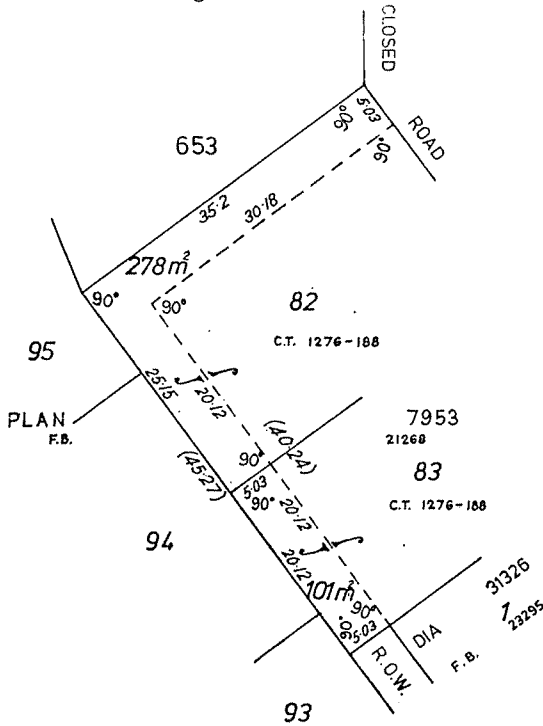 CLOSED
ROAD
5·03
90°
90°
653
35·2
30·18
278m²
90°
90°
82
C.T. 1276-188
95
25·15
20·12
PLAN
F.B.
7953
21268
(40·24)
(45·27)
90°
5·03
90°
83
C.T. 1276-188
20·12
94
20·12
101m²
90°
90°
5·03
31326
1
23295
DIA
F.B.
R.O.W.
93